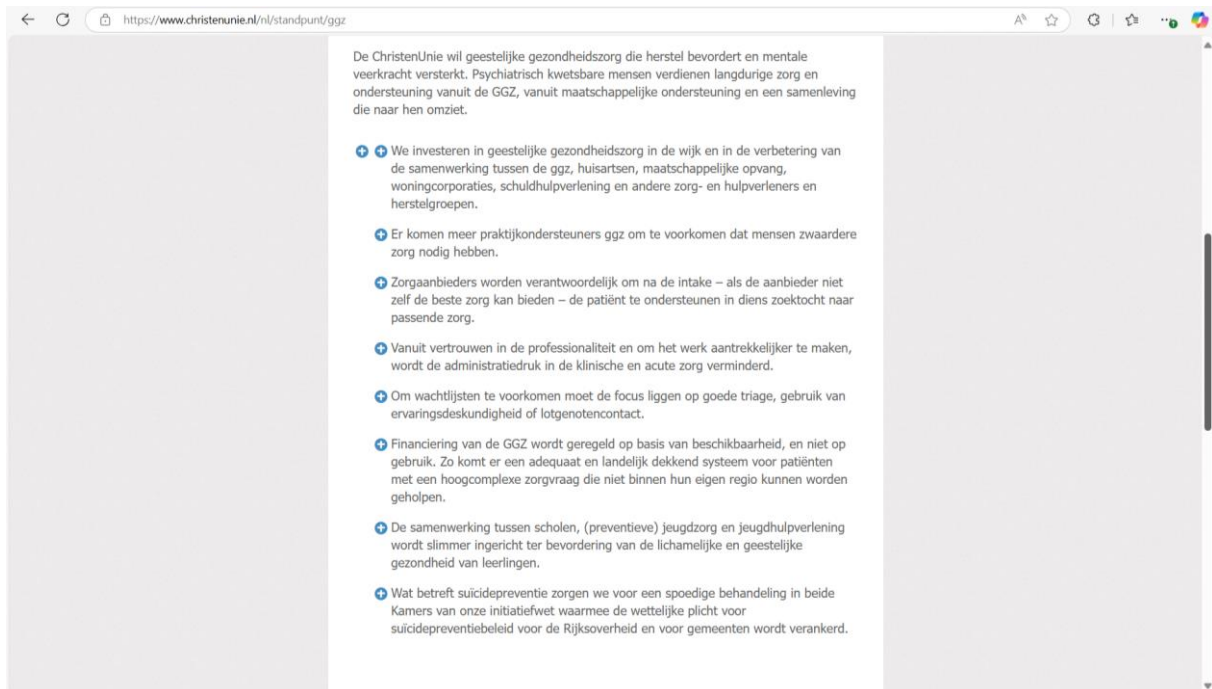 https://www.christenunie.nl/nl/standpunt/ggz
De ChristenUnie wil geestelijke gezondheidszorg die herstel bevordert en mentale
veerkracht versterkt. Psychiatrisch kwetsbare mensen verdienen langdurige zorg en
ondersteuning vanuit de GGZ, vanuit maatschappelijke ondersteuning en een samenleving
die naar hen omziet.
We investeren in geestelijke gezondheidszorg in de wijk en in de verbetering van
de samenwerking tussen de ggz, huisartsen, maatschappelijke opvang,
woningcorporaties, schuldhulpverlening en andere zorg- en hulpverleners en
herstelgroepen.
Er komen meer praktijkondersteuners ggz om te voorkomen dat mensen zwaardere
zorg nodig hebben.
Zorgaanbieders worden verantwoordelijk om na de intake – als de aanbieder niet
zelf de beste zorg kan bieden – de patiënt te ondersteunen in diens zoektocht naar
passende zorg.
Vanuit vertrouwen in de professionaliteit en om het werk aantrekkelijker te maken,
wordt de administratiedruk in de klinische en acute zorg verminderd.
Om wachtlijsten te voorkomen moet de focus liggen op goede triage, gebruik van
ervaringsdeskundigheid of lotgenotencontact.
Financiering van de GGZ wordt geregeld op basis van beschikbaarheid, en niet op
gebruik. Zo komt er een adequaat en landelijk dekkend systeem voor patiënten
met een hoogcomplexe zorgvraag die niet binnen hun eigen regio kunnen worden
geholpen.
De samenwerking tussen scholen, (preventieve) jeugdzorg en jeugdhulpverlening
wordt slimmer ingericht ter bevordering van de lichamelijke en geestelijke
gezondheid van leerlingen.
Wat betreft suïcidepreventie zorgen we voor een spoedige behandeling in beide
Kamers van onze initiatiefwet waarmee de wettelijke plicht voor
suïcidepreventiebeleid voor de Rijksoverheid en voor gemeenten wordt verankerd.